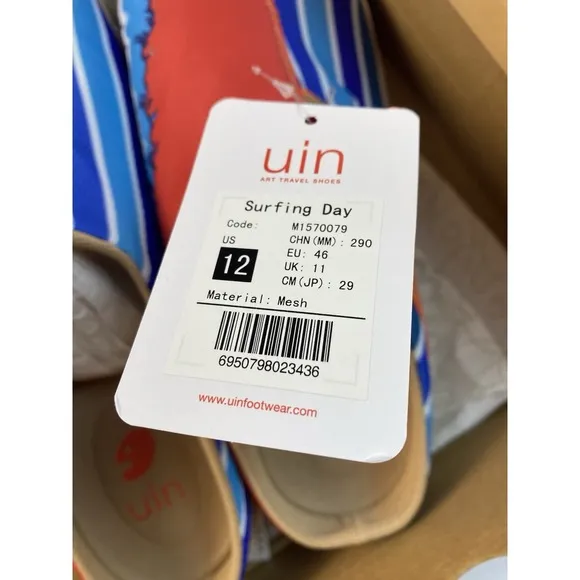 uin
ART TRAVEL SHOES
Surfing Day
Code: M1570079
US CHN(MM): 290
12 EU: 46
UK: 11
CM(JP): 29
Material: Mesh
6950798023436
www.uinfootwear.com
uin